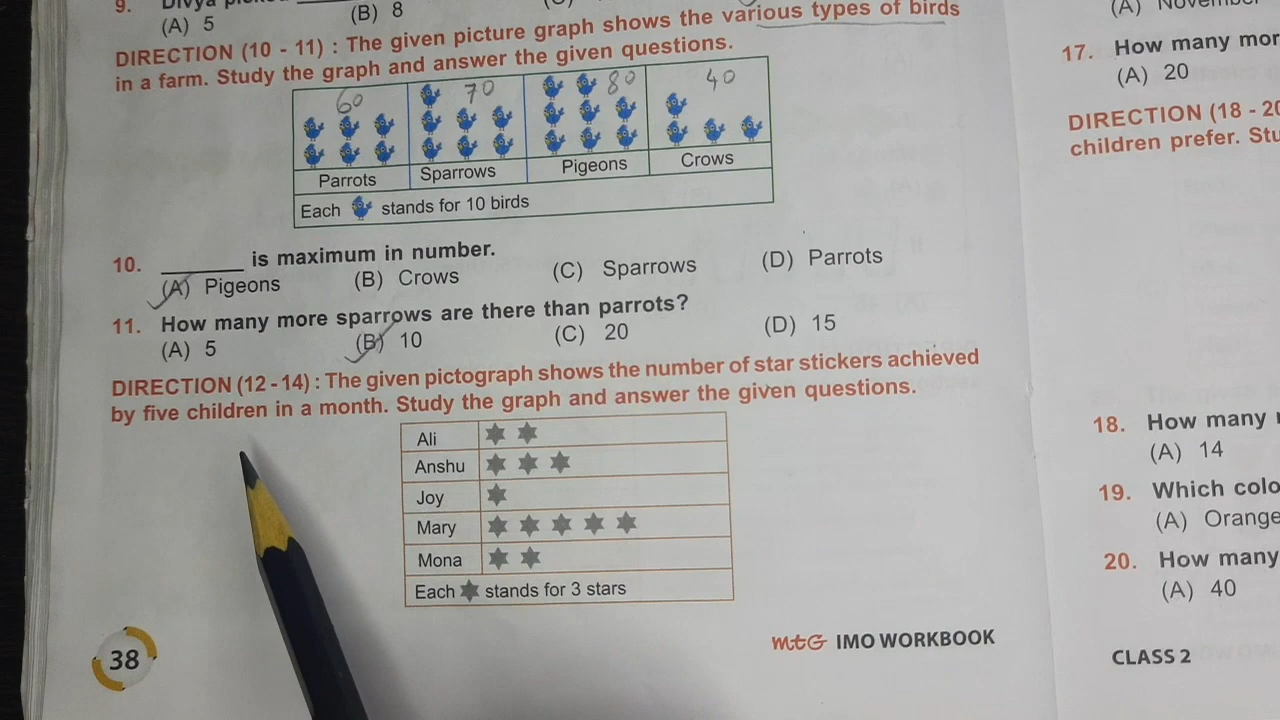 9.
(A) 5
(B) 8
DIRECTION (10 - 11) : The given picture graph shows the various types of birds
in a farm. Study the graph and answer the given questions.
60 70 80 40
Parrots Sparrows Pigeons Crows
Each stands for 10 birds
10. ______ is maximum in number.
(A) Pigeons (B) Crows (C) Sparrows (D) Parrots
11. How many more sparrows are there than parrots?
(A) 5 (B) 10 (C) 20 (D) 15
DIRECTION (12 - 14) : The given pictograph shows the number of star stickers achieved
by five children in a month. Study the graph and answer the given questions.
Ali
Anshu
Joy
Mary
Mona
Each stands for 3 stars
38
mtG IMO WORKBOOK
(A)
17. How many mor
(A) 20
DIRECTION (18 - 20
children prefer. Stu
18. How many
(A) 14
19. Which colo
(A) Orange
20. How many
(A) 40
CLASS 2